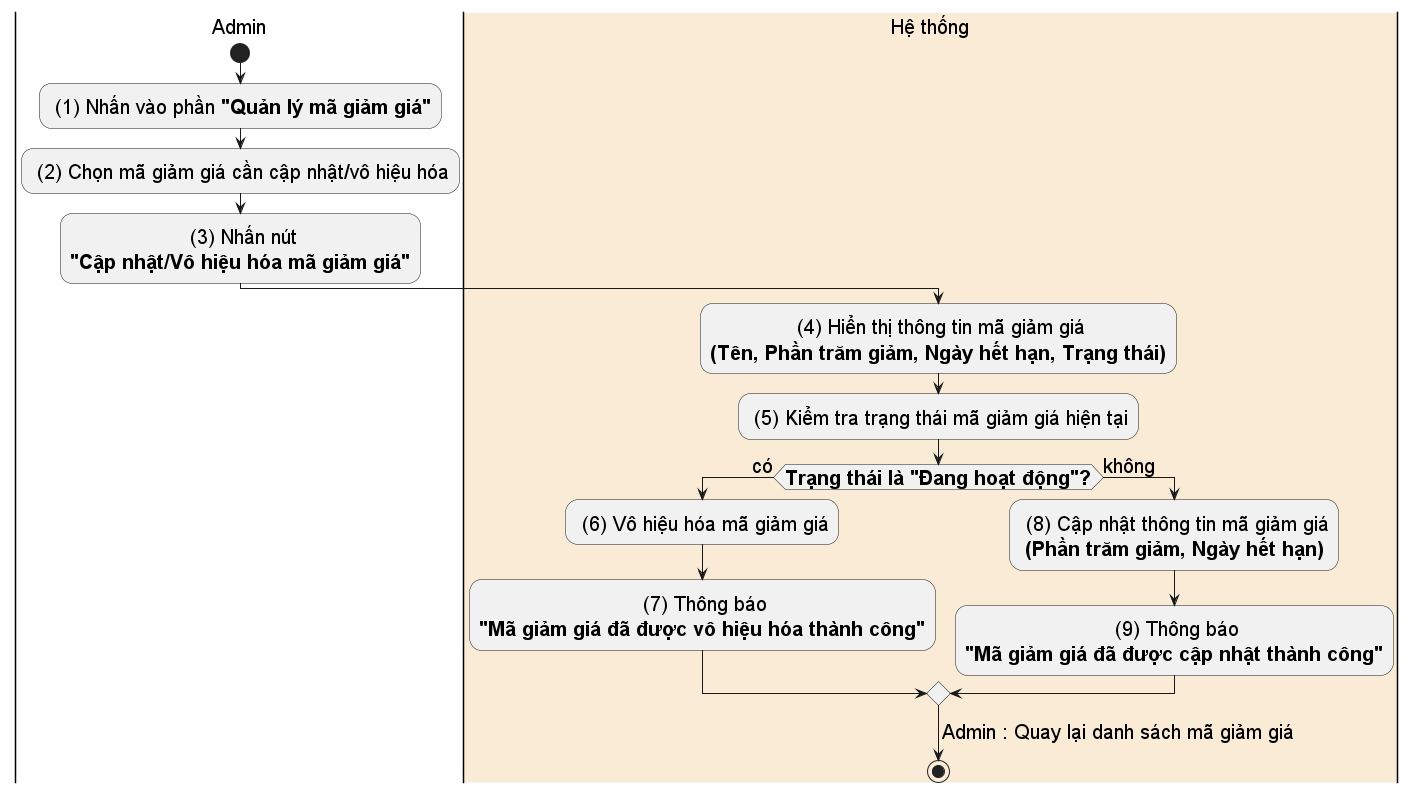 Admin
Hệ thống
(1) Nhấn vào phần "Quản lý mã giảm giá"
(2) Chọn mã giảm giá cần cập nhật/vô hiệu hóa
(3) Nhấn nút
"Cập nhật/Vô hiệu hóa mã giảm giá"
(4) Hiển thị thông tin mã giảm giá
(Tên, Phần trăm giảm, Ngày hết hạn, Trạng thái)
(5) Kiểm tra trạng thái mã giảm giá hiện tại
có
Trạng thái là "Đang hoạt động"?
không
(6) Vô hiệu hóa mã giảm giá
(8) Cập nhật thông tin mã giảm giá
(Phần trăm giảm, Ngày hết hạn)
(7) Thông báo
"Mã giảm giá đã được vô hiệu hóa thành công"
(9) Thông báo
"Mã giảm giá đã được cập nhật thành công"
Admin : Quay lại danh sách mã giảm giá